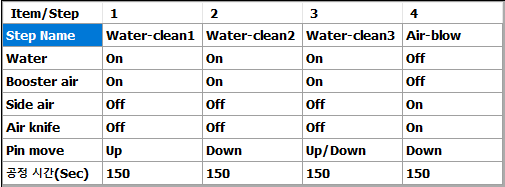 Item/Step 1 2 3 4
Step Name Water-clean1 Water-clean2 Water-clean3 Air-blow
Water On On On Off
Booster air On On On Off
Side air Off Off Off On
Air knife Off Off Off On
Pin move Up Down Up/Down Down
공정 시간(Sec) 150 150 150 150